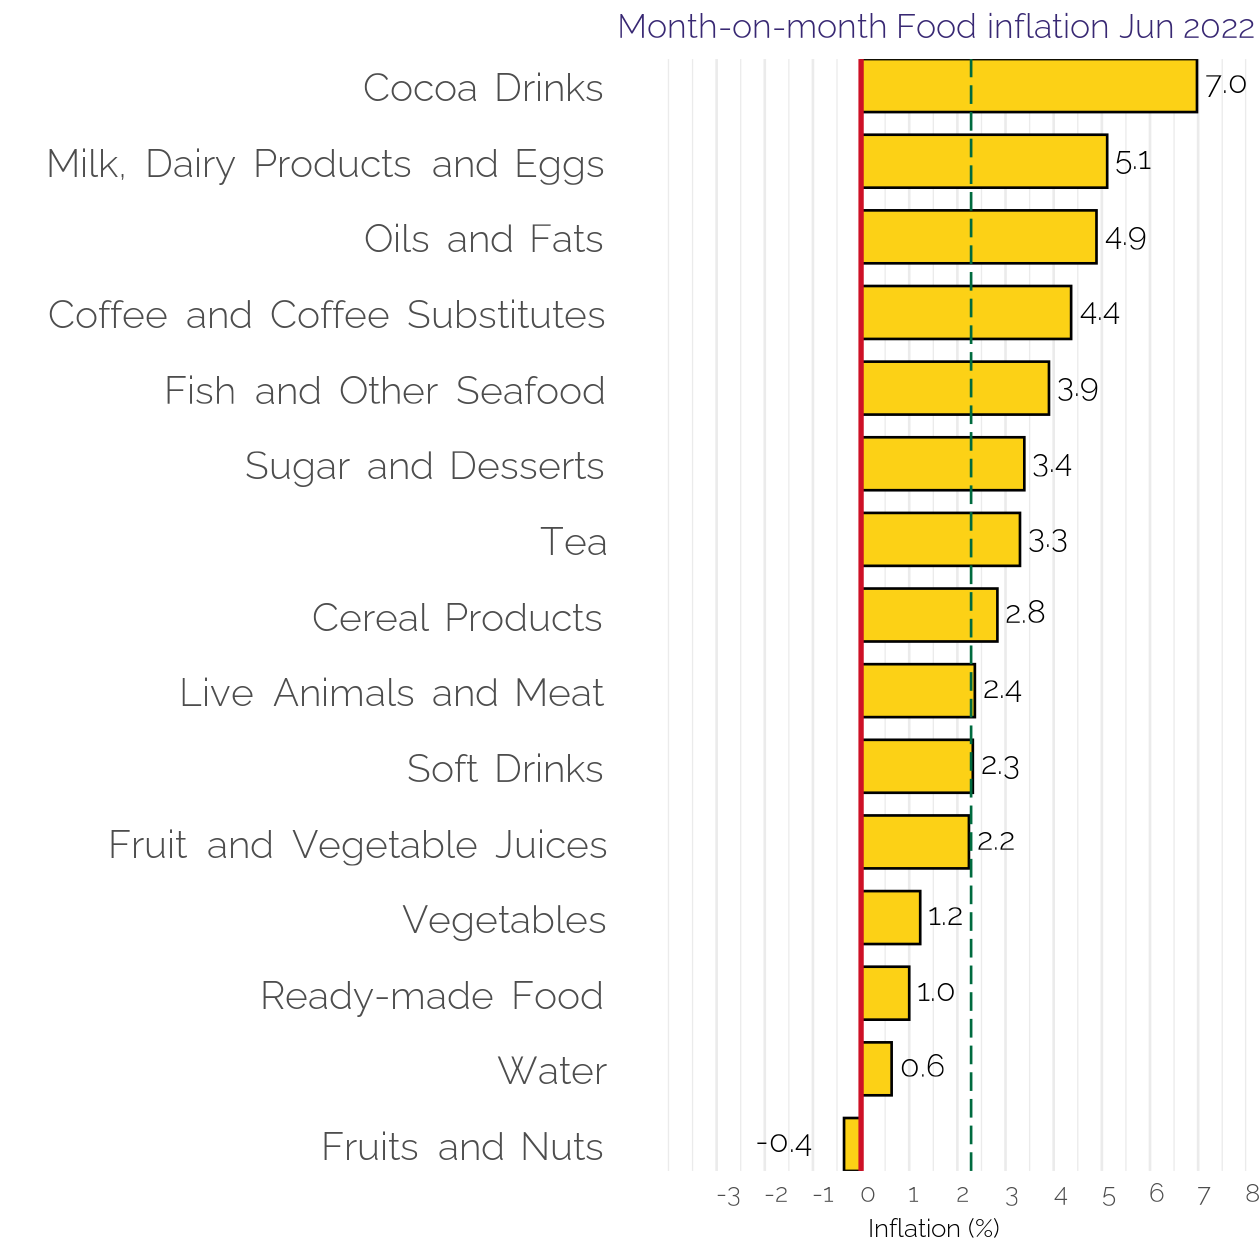 Month-on-month Food inflation Jun 2022
Cocoa Drinks 7.0
Milk, Dairy Products and Eggs 5.1
Oils and Fats 4.9
Coffee and Coffee Substitutes 4.4
Fish and Other Seafood 3.9
Sugar and Desserts 3.4
Tea 3.3
Cereal Products 2.8
Live Animals and Meat 2.4
Soft Drinks 2.3
Fruit and Vegetable Juices 2.2
Vegetables 1.2
Ready-made Food 1.0
Water 0.6
Fruits and Nuts -0.4
-3 -2 -1 0 1 2 3 4 5 6 7 8
Inflation (%)